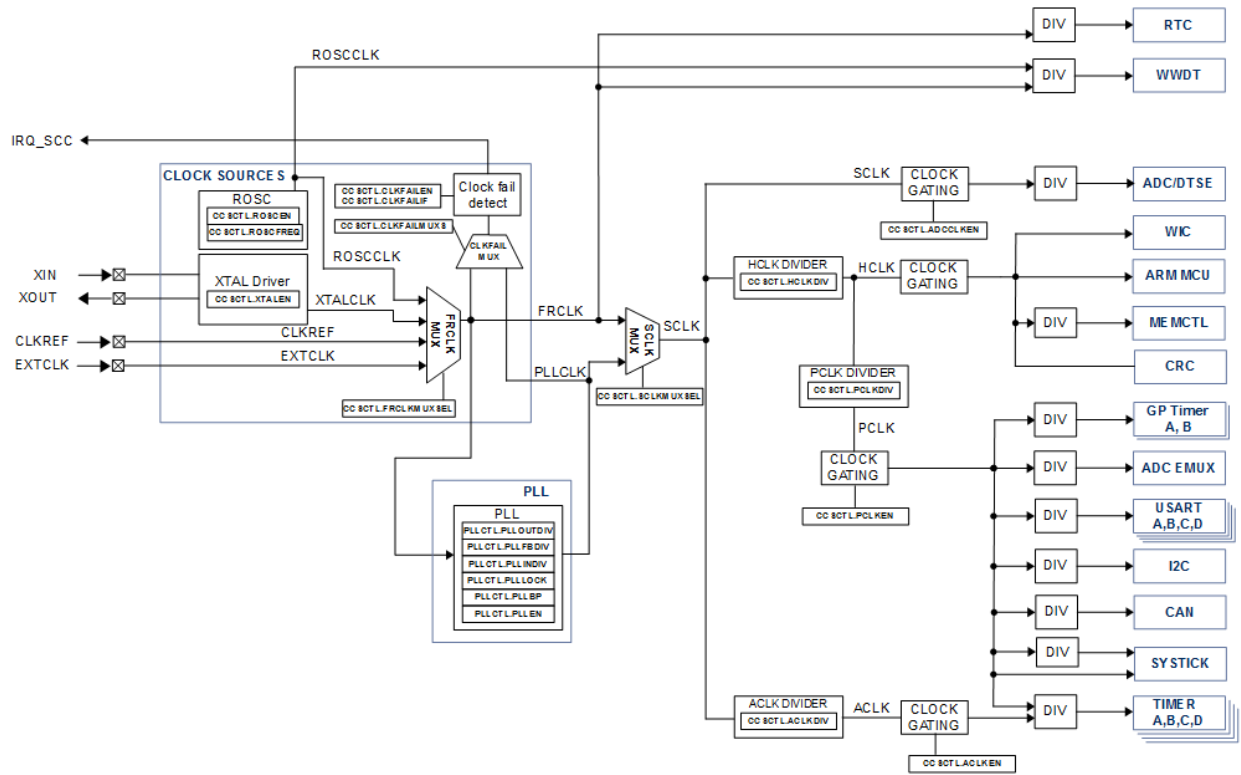 DIV
RTC
ROSCCLK
DIV
WWDT
IRQ_SCC
CLOCK SOURCES
ROSC
CCSCTL.ROSCEN
CCSCTL.ROSCFREQ
CCSCTL.CLKFAILEN
CCSCTL.CLKFAILIF
Clock fail
detect
CCSCTL.CLKFAILMUXS
CLKFAIL
MUX
SCLK
CLOCK
GATING
CCSCTL.ADCCLKEN
DIV
ADC/DTSE
XIN
XOUT
XTAL Driver
CCSCTL.XTALEN
ROSCCLK
XTALCLK
CLKREF
CLKREF
EXTCLK
EXTCLK
FRCLK
MUX
CCSCTL.FRCLKMUXSEL
FRCLK
PLLCLK
SCLK
MUX
SCLK
CCSCTL.SCLKMUXSEL
HCLK DIVIDER
CCSCTL.HCLKDIV
HCLK
CLOCK
GATING
WIC
ARM MCU
DIV
MEMCTL
CRC
PCLK DIVIDER
CCSCTL.PCLKDIV
PCLK
CLOCK
GATING
CCSCTL.PCLKEN
DIV
GP Timer
A, B
DIV
ADC EMUX
DIV
USART
A,B,C,D
DIV
I2C
DIV
CAN
DIV
SYSTICK
PLL
PLL
PLLCTL.PLLOUTDIV
PLLCTL.PLLFBDIV
PLLCTL.PLLINDIV
PLLCTL.PLLLOCK
PLLCTL.PLLBP
PLLCTL.PLLEN
ACLK DIVIDER
CCSCTL.ACLKDIV
ACLK
CLOCK
GATING
CCSCTL.ACLKEN
DIV
TIMER
A,B,C,D